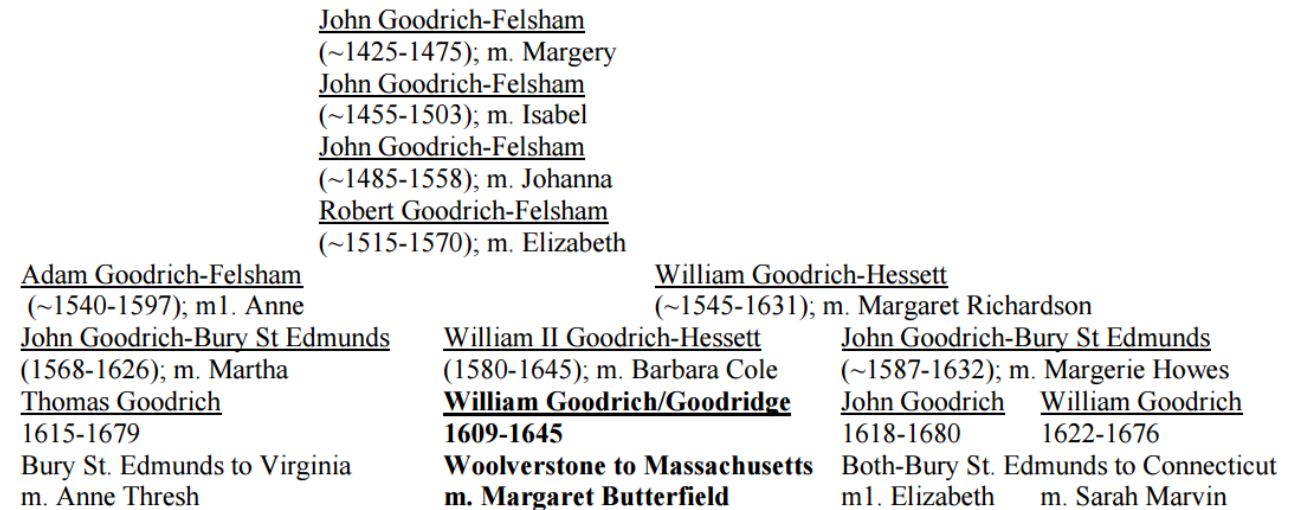 John Goodrich-Felsham
(~1425-1475); m. Margery
John Goodrich-Felsham
(~1455-1503); m. Isabel
John Goodrich-Felsham
(~1485-1558); m. Johanna
Robert Goodrich-Felsham
(~1515-1570); m. Elizabeth
Adam Goodrich-Felsham William Goodrich-Hessett
(~1540-1597); m1. Anne (~1545-1631); m. Margaret Richardson
John Goodrich-Bury St Edmunds William II Goodrich-Hessett John Goodrich-Bury St Edmunds
(1568-1626); m. Martha (1580-1645); m. Barbara Cole (~1587-1632); m. Margerie Howes
Thomas Goodrich William Goodrich/Goodridge John Goodrich William Goodrich
1615-1679 1609-1645 1618-1680 1622-1676
Bury St. Edmunds to Virginia Woolverstone to Massachusetts Both-Bury St. Edmunds to Connecticut
m. Anne Thresh m. Margaret Butterfield m1. Elizabeth m. Sarah Marvin